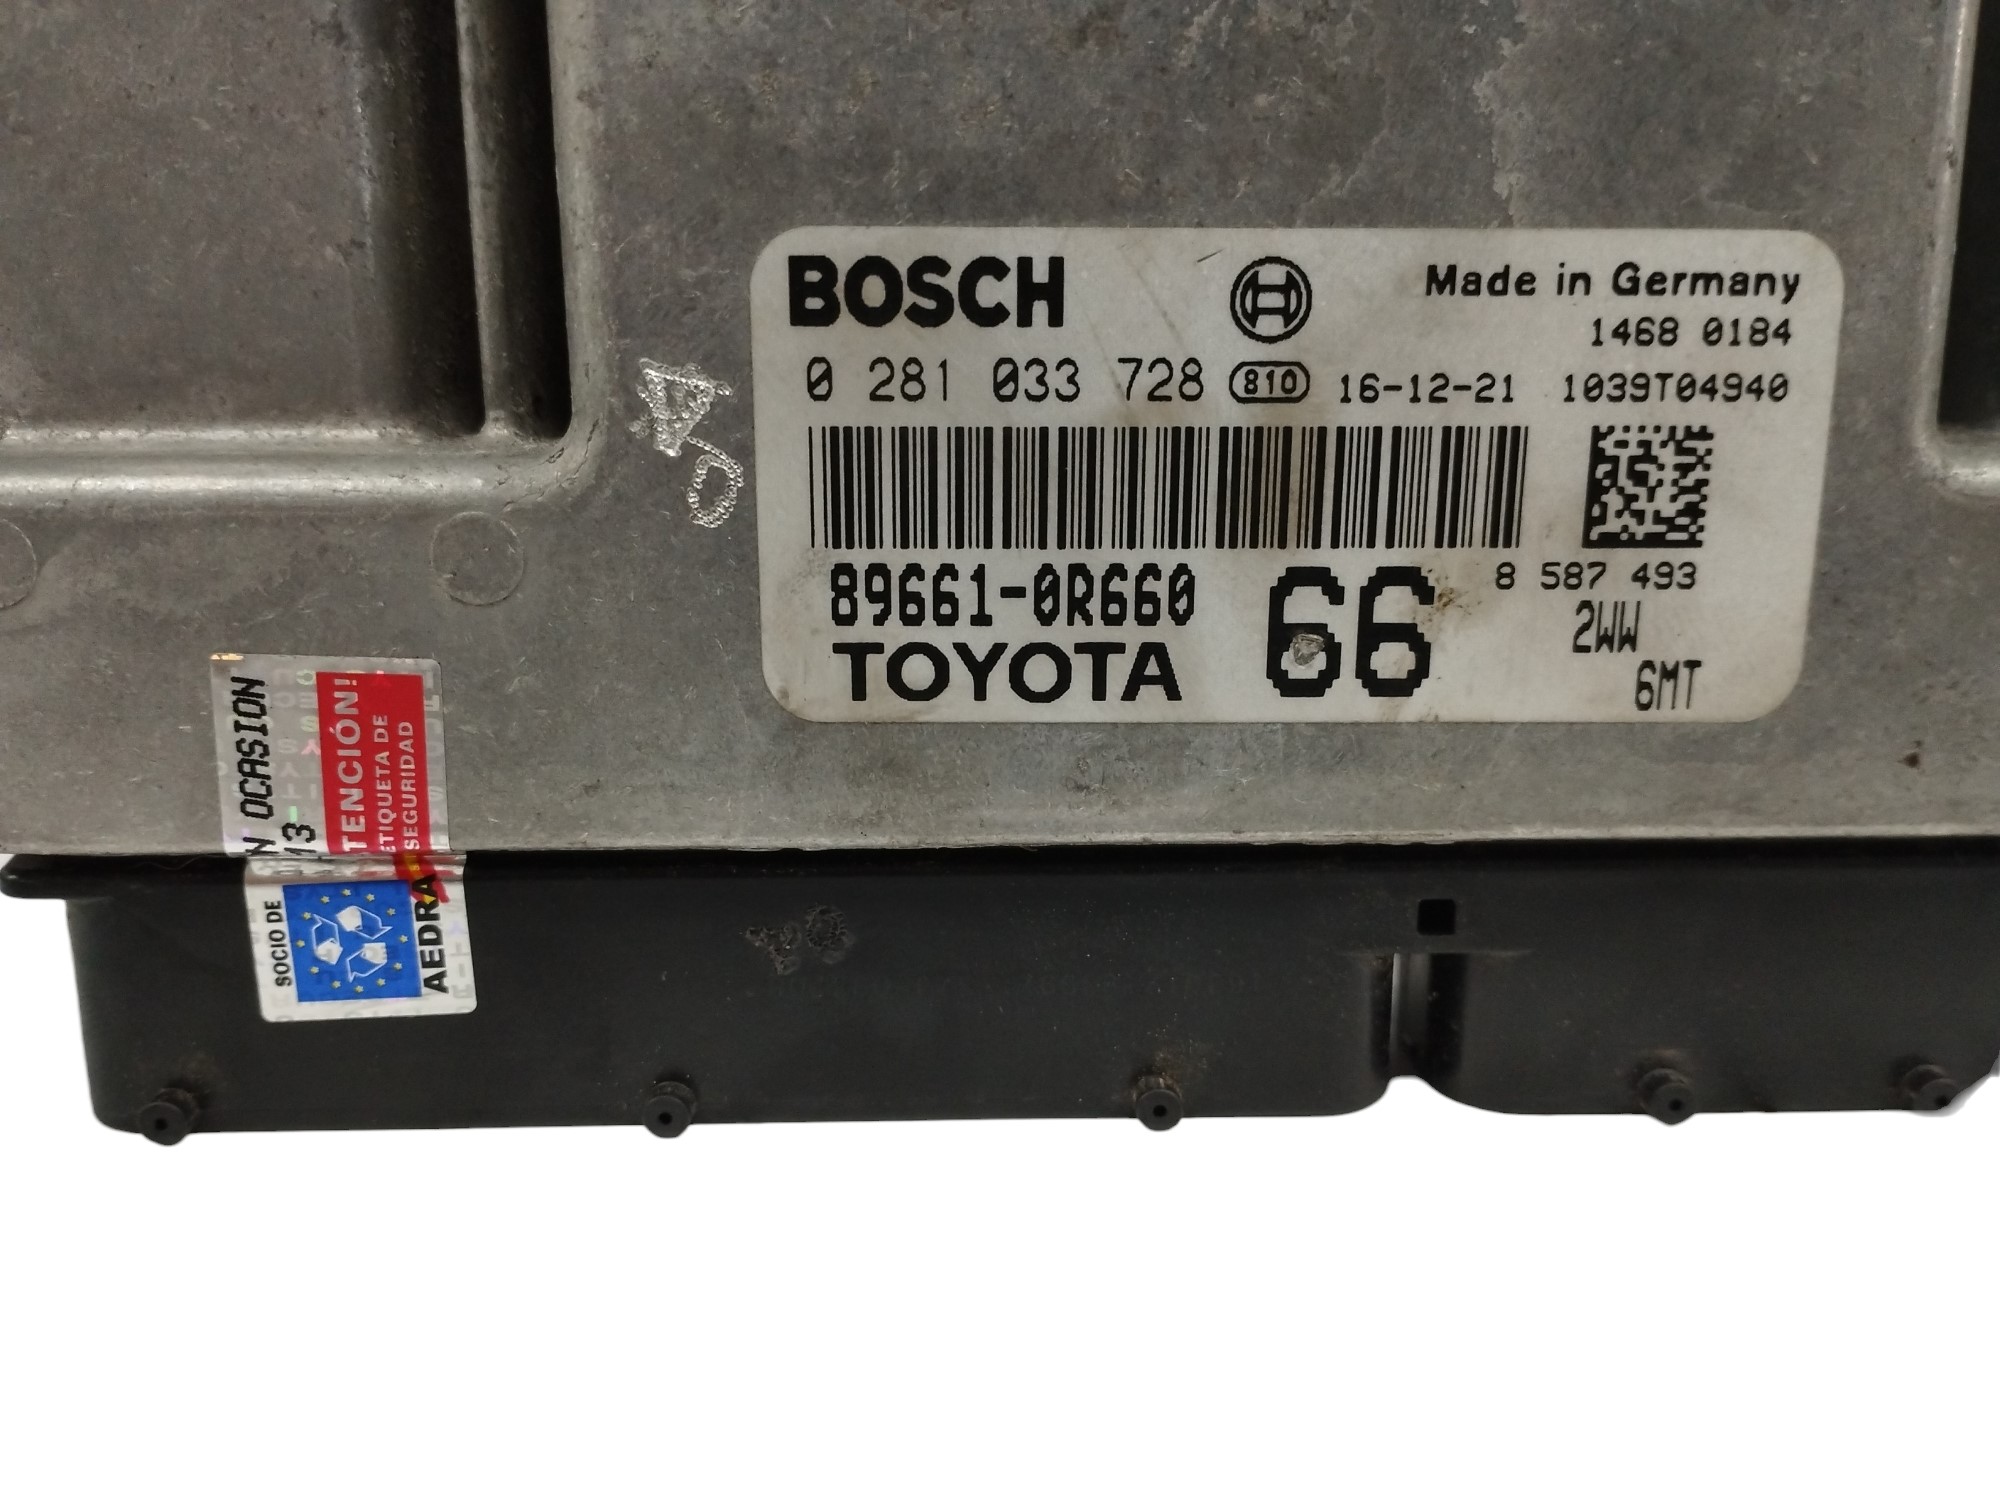 BOSCH
Made in Germany
1468 0184
0 281 033 728 810 16-12-21 1039T04940
89661-0R660 66 8 587 493
TOYOTA
2WW
6MT
N OCASION
13
TENCIÓN!
ETIQUETA DE
SEGURIDAD
SOCIO DE
AEDRA